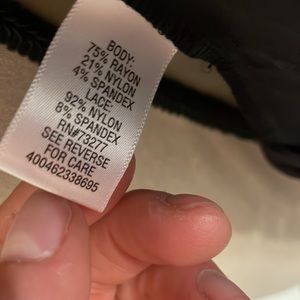 BODY:
75% RAYON
21% NYLON
4% SPANDEX
LACE:
92% NYLON
8% SPANDEX
RN#73277
SEE REVERSE
FOR CARE
400462338695